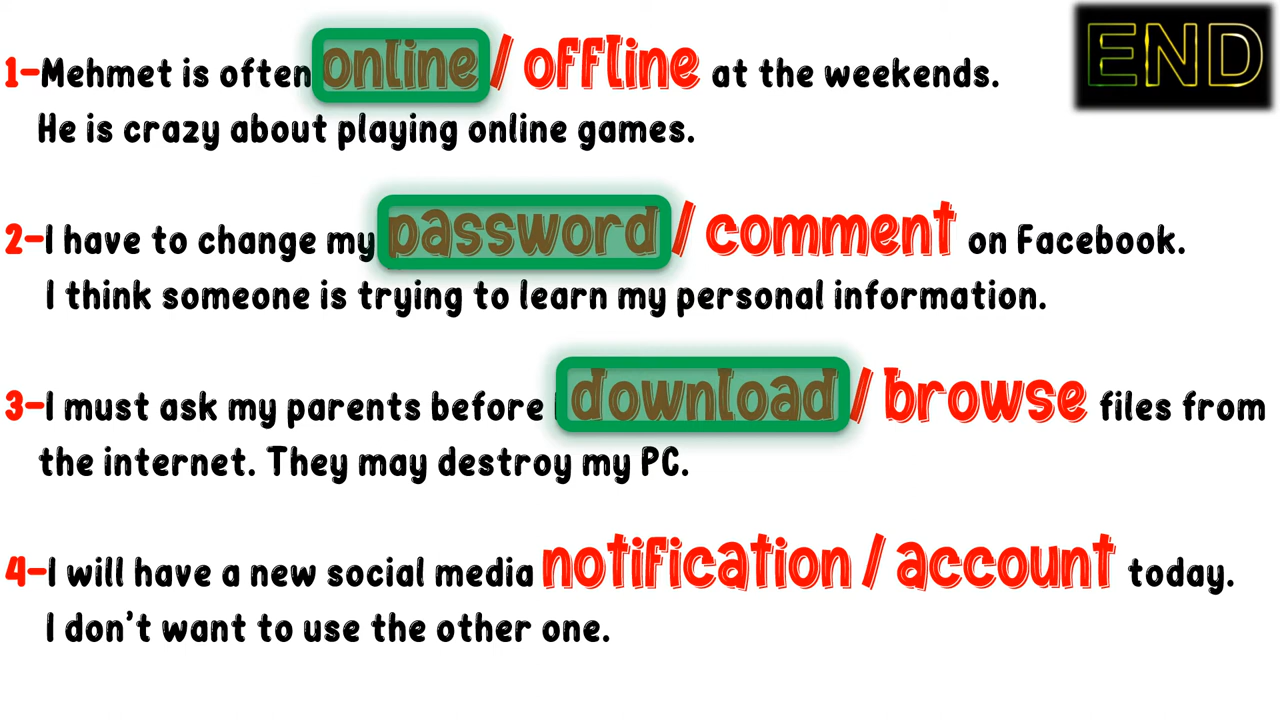 1-Mehmet is often online / offline at the weekends.
END
He is crazy about playing online games.
2-I have to change my password / comment on Facebook.
I think someone is trying to learn my personal information.
3-I must ask my parents before download / browse files from
the internet. They may destroy my PC.
4-I will have a new social media notification / account today.
I don't want to use the other one.